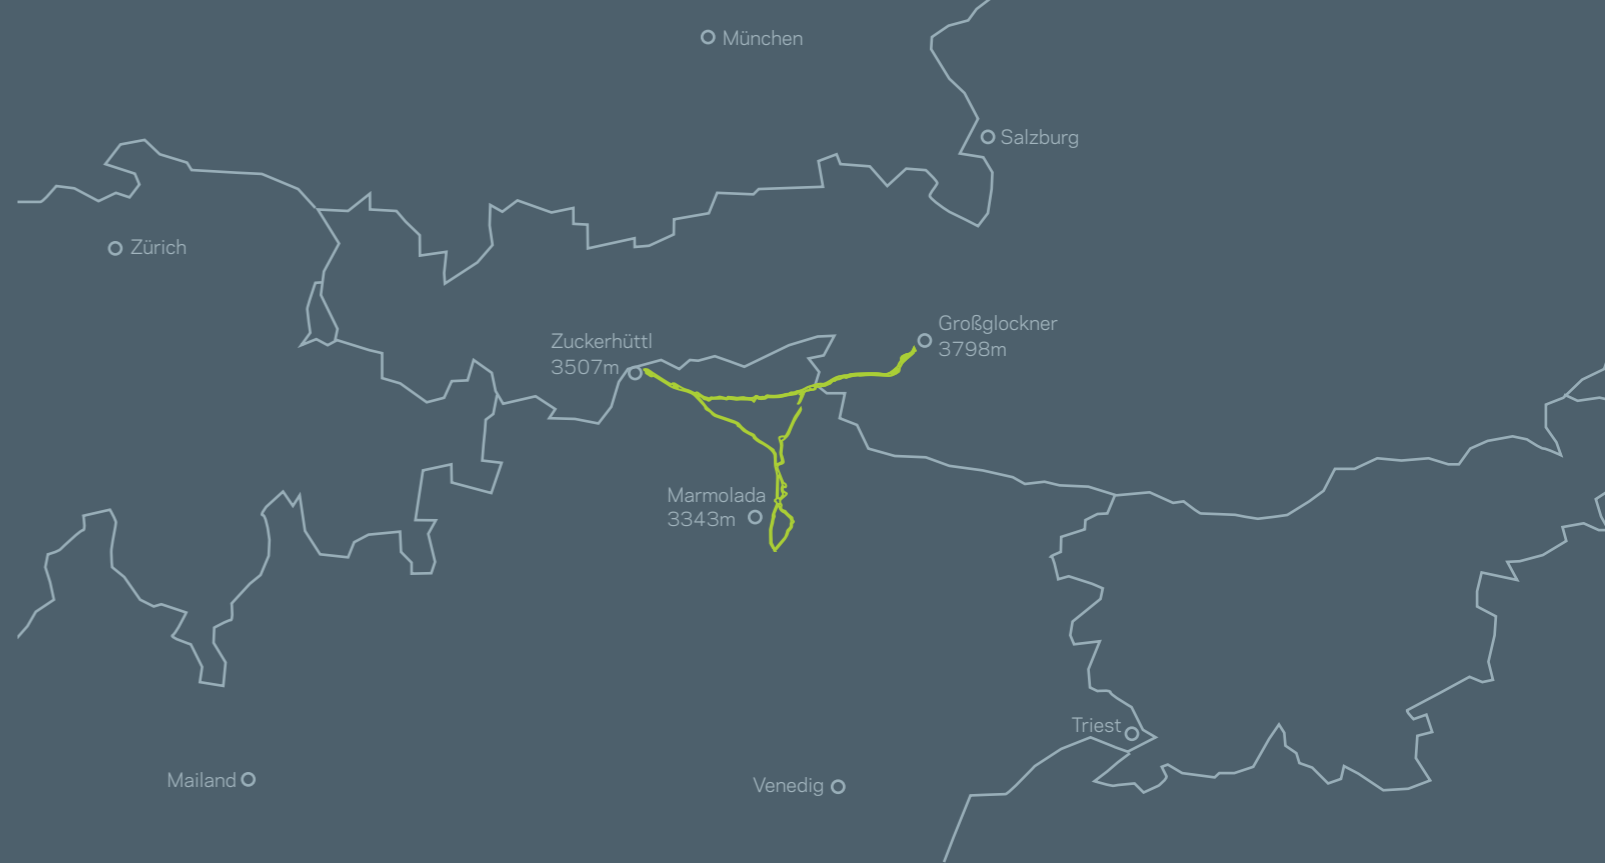 München
Salzburg
Zürich
Großglockner
3798m
Zuckerhüttl
3507m
Marmolada
3343m
Triest
Mailand
Venedig